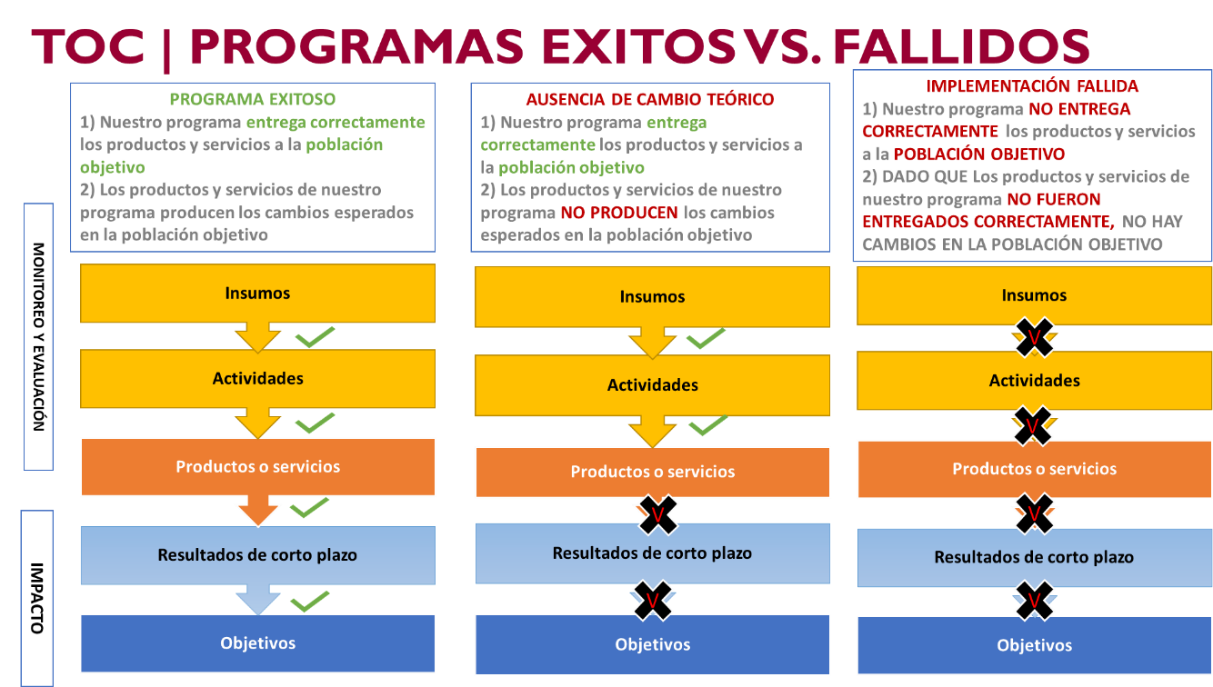 TOC | PROGRAMAS EXITOS VS. FALLIDOS
PROGRAMA EXITOSO
1) Nuestro programa entrega correctamente
los productos y servicios a la población
objetivo
2) Los productos y servicios de nuestro
programa producen los cambios esperados
en la población objetivo
AUSENCIA DE CAMBIO TEÓRICO
1) Nuestro programa entrega
correctamente los productos y servicios a
la población objetivo
2) Los productos y servicios de nuestro
programa NO PRODUCEN los cambios
esperados en la población objetivo
IMPLEMENTACIÓN FALLIDA
1) Nuestro programa NO ENTREGA
CORRECTAMENTE los productos y servicios
a la POBLACIÓN OBJETIVO
2) DADO QUE Los productos y servicios de
nuestro programa NO FUERON
ENTREGADOS CORRECTAMENTE, NO HAY
CAMBIOS EN LA POBLACIÓN OBJETIVO
MONITOREO Y EVALUACIÓN
IMPACTO
Insumos
Actividades
Productos o servicios
Resultados de corto plazo
Objetivos
Insumos
Actividades
Productos o servicios
V
Resultados de corto plazo
V
Objetivos
Insumos
V
Actividades
V
Productos o servicios
V
Resultados de corto plazo
V
Objetivos